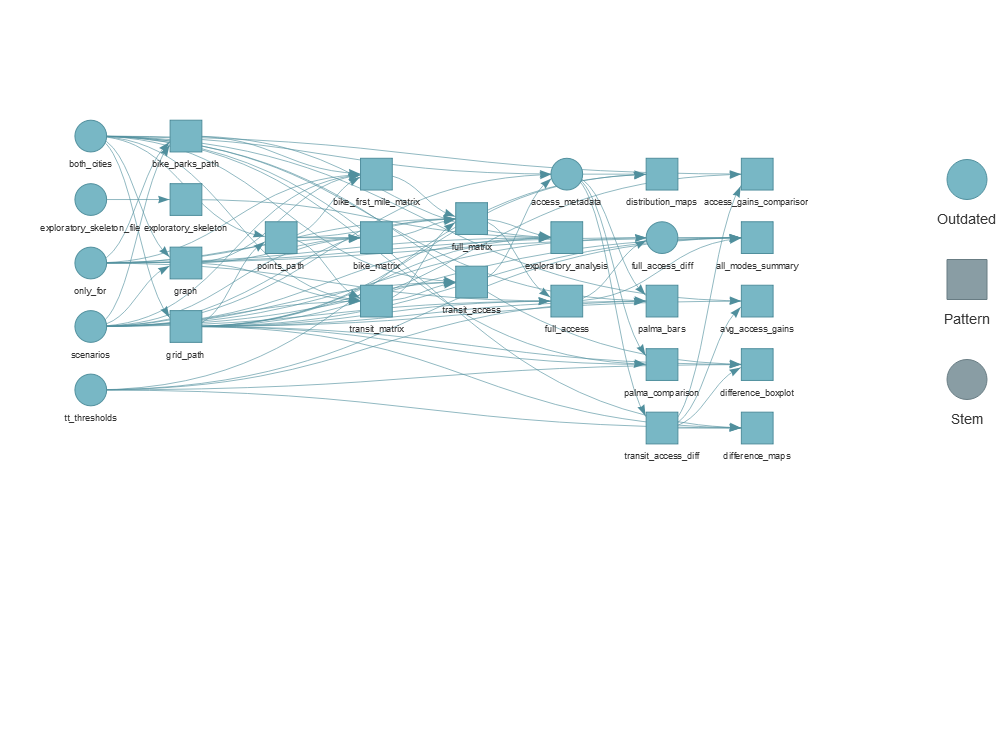 both_cities
exploratory_skeleton_file
only_for
scenarios
tt_thresholds
bike_parks_path
exploratory_skeleton
graph
grid_path
points_path
bike_first_mile_matrix
bike_matrix
transit_matrix
full_matrix
transit_access
access_metadata
exploratory_analysis
full_access
distribution_maps
full_access_diff
palma_bars
palma_comparison
transit_access_diff
access_gains_comparison
all_modes_summary
avg_access_gains
difference_boxplot
difference_maps
Outdated
Pattern
Stem